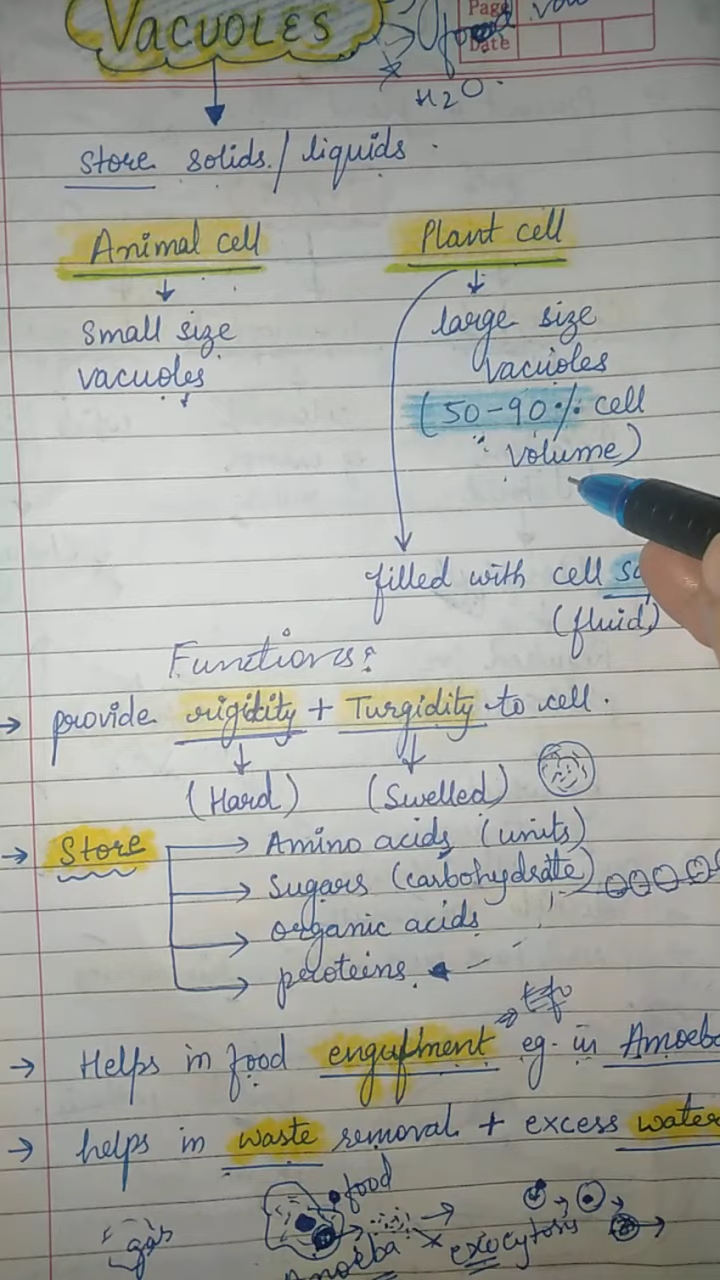 VACUOLES
Page
food vac
Date
H2O.
store solids./liquids.
Animal cell
Plant cell
Small size
vacuoles
large size
vacuoles
(50-90% cell
volume)
filled with cell
(fluid)
Functions:
→ provide rigidity + Turgidity to cell.
(Hard) (Swelled)
→ Store → Amino acids (units)
→ Sugars (carbohydrate)
→ organic acids
→ proteins.
→ Helps in food engulfment eg. in Amoeba
→ helps in waste removal + excess water
food
gas
Amoeba
exocytosis